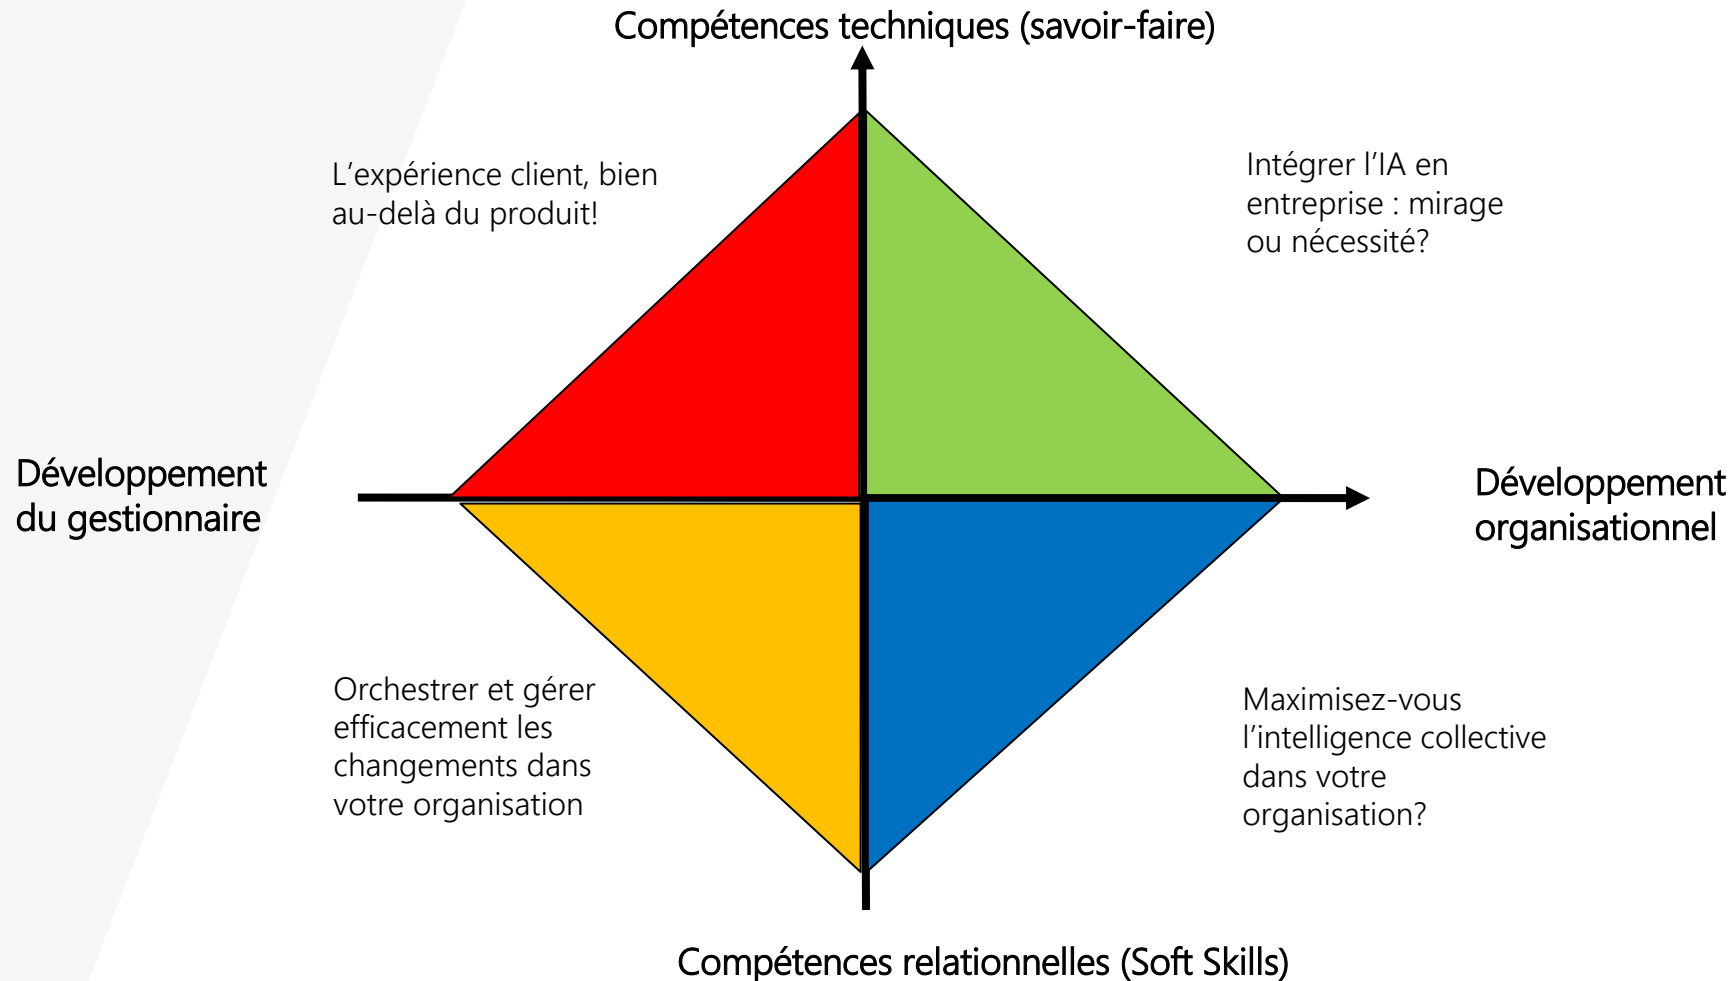 Compétences techniques (savoir-faire)
L’expérience client, bien
au-delà du produit!
Intégrer l’IA en
entreprise : mirage
ou nécessité?
Développement
du gestionnaire
Développement
organisationnel
Orchestrer et gérer
efficacement les
changements dans
votre organisation
Maximisez-vous
l’intelligence collective
dans votre
organisation?
Compétences relationnelles (Soft Skills)